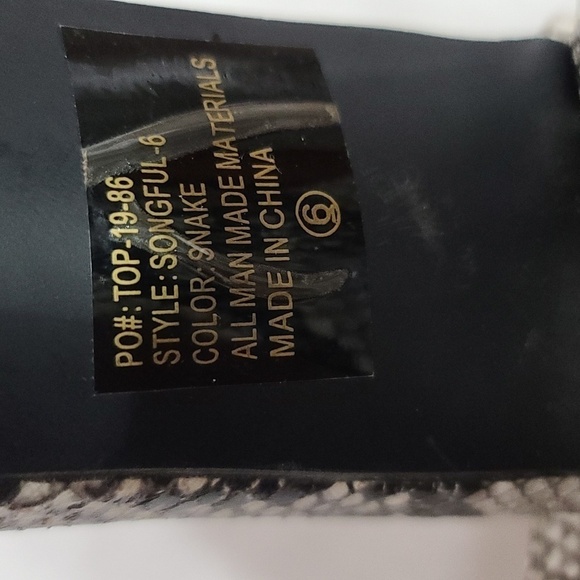 PO#: TOP-19-86
STYLE: SONGFUL-6
COLOR: SNAKE
ALL MAN MADE MATERIALS
MADE IN CHINA
6